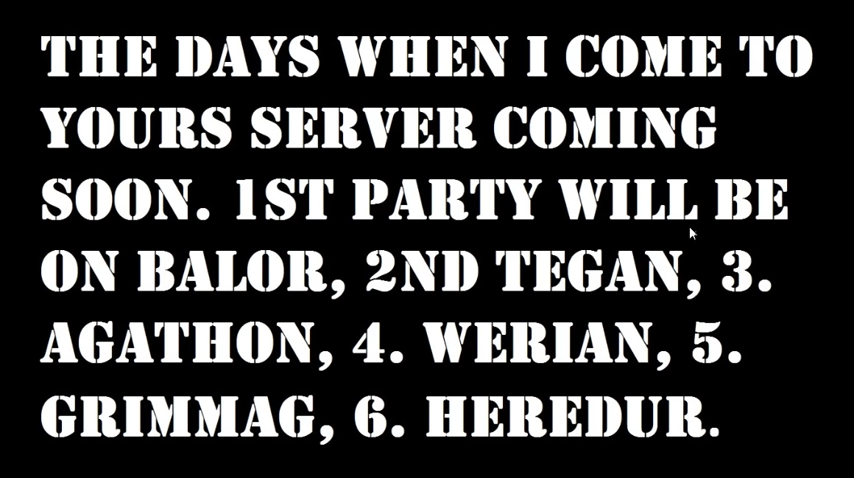 THE DAYS WHEN I COME TO
YOURS SERVER COMING
SOON. 1ST PARTY WILL BE
ON BALOR, 2ND TEGAN, 3.
AGATHON, 4. WERIAN, 5.
GRIMMAG, 6. HEREDUR.